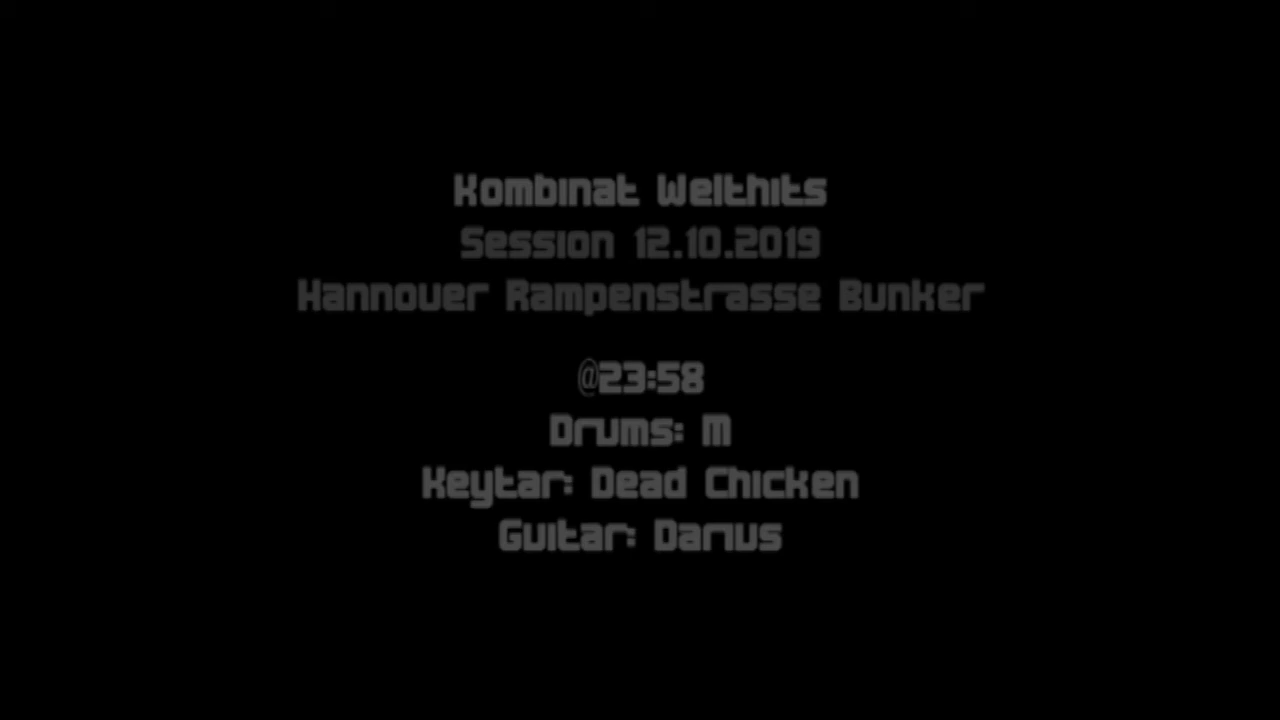 Kombinat Welthits
Session 12.10.2019
Hannover Rampenstrasse Bunker
@23:58
Drums: M
Keytar: Dead Chicken
Guitar: Darius